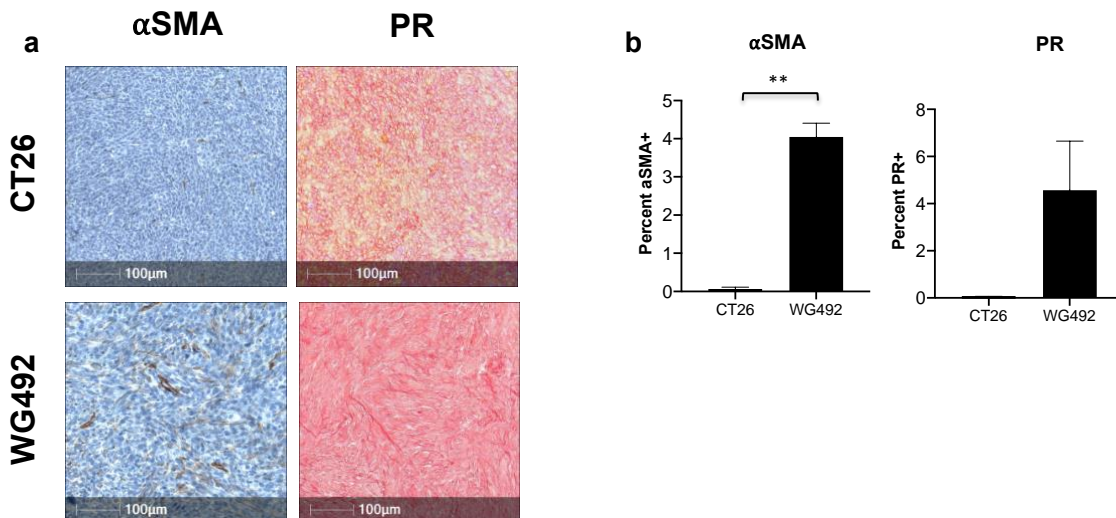 a
αSMA
PR
CT26
100μm
100μm
WG492
100μm
100μm
b
αSMA
**
Percent aSMA+
5
4
3
2
1
0
CT26
WG492
PR
Percent PR+
8
6
4
2
0
CT26
WG492